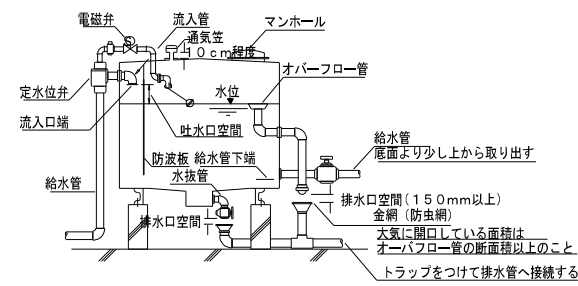 電磁弁
流入管
通気笠
マンホール
10cm程度
オバーフロー管
定水位弁
水位
流入口端
吐水口空間
給水管
底面より少し上から取り出す
防波板
給水管下端
給水管
水抜管
排水口空間(150mm以上)
排水口空間
金網(防虫網)
大気に開口している面積は
オーバフロー管の断面積以上のこと
トラップをつけて排水管へ接続する